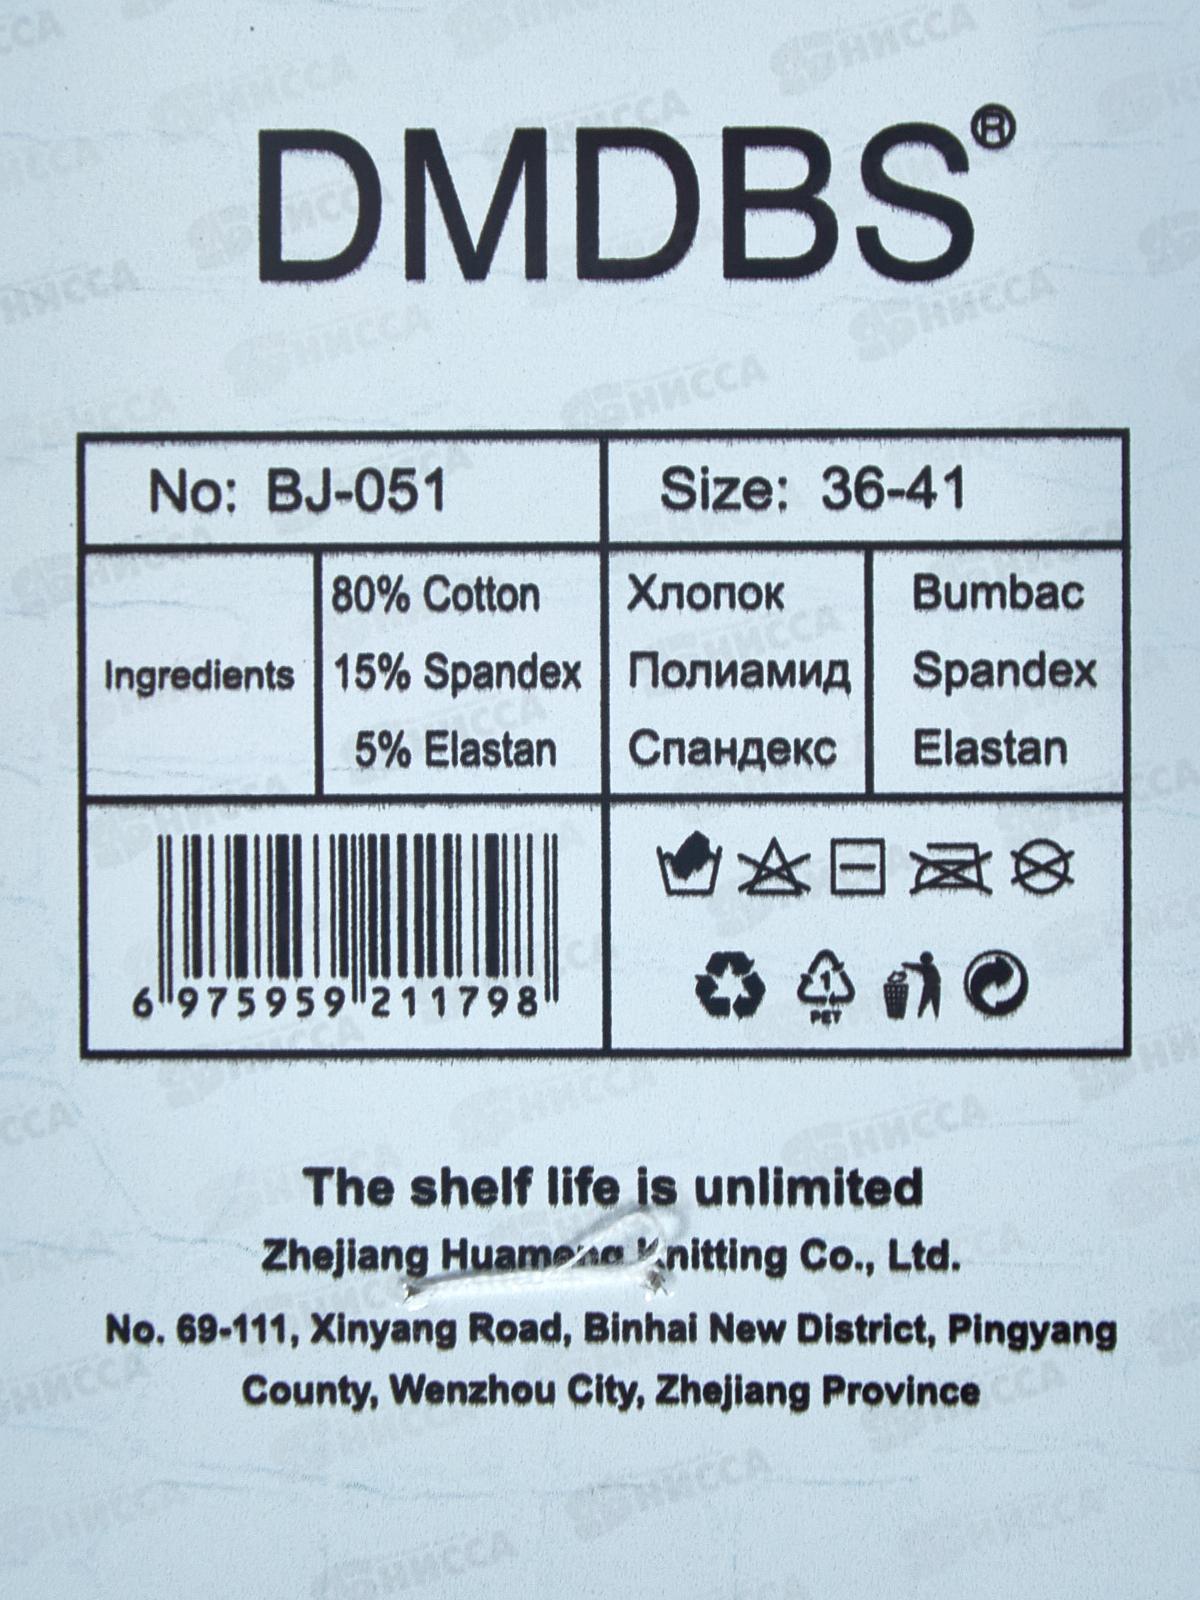 DMDBS®
No: BJ-051
Size: 36-41
Ingredients
80% Cotton
15% Spandex
5% Elastan
Хлопок
Полиамид
Спандекс
Bumbac
Spandex
Elastan
6 975959 211798
1
PET
The shelf life is unlimited
Zhejiang Huameng Knitting Co., Ltd.
No. 69-111, Xinyang Road, Binhai New District, Pingyang
County, Wenzhou City, Zhejiang Province
НИССА